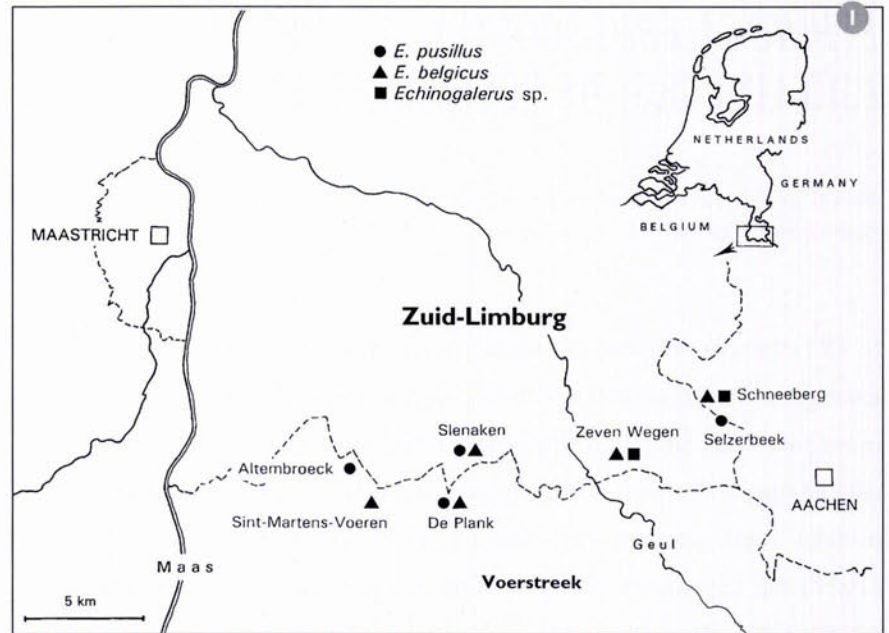 1
● E. pusillus
▲ E. belgicus
■ Echinogalerus sp.
NETHERLANDS
GERMANY
BELGIUM
MAASTRICHT
Zuid-Limburg
Schneeberg
Selzerbeek
Slenaken
Zeven Wegen
Altembroeck
AACHEN
Sint-Martens-Voeren
De Plank
Geul
Maas
Voerstreek
5 km